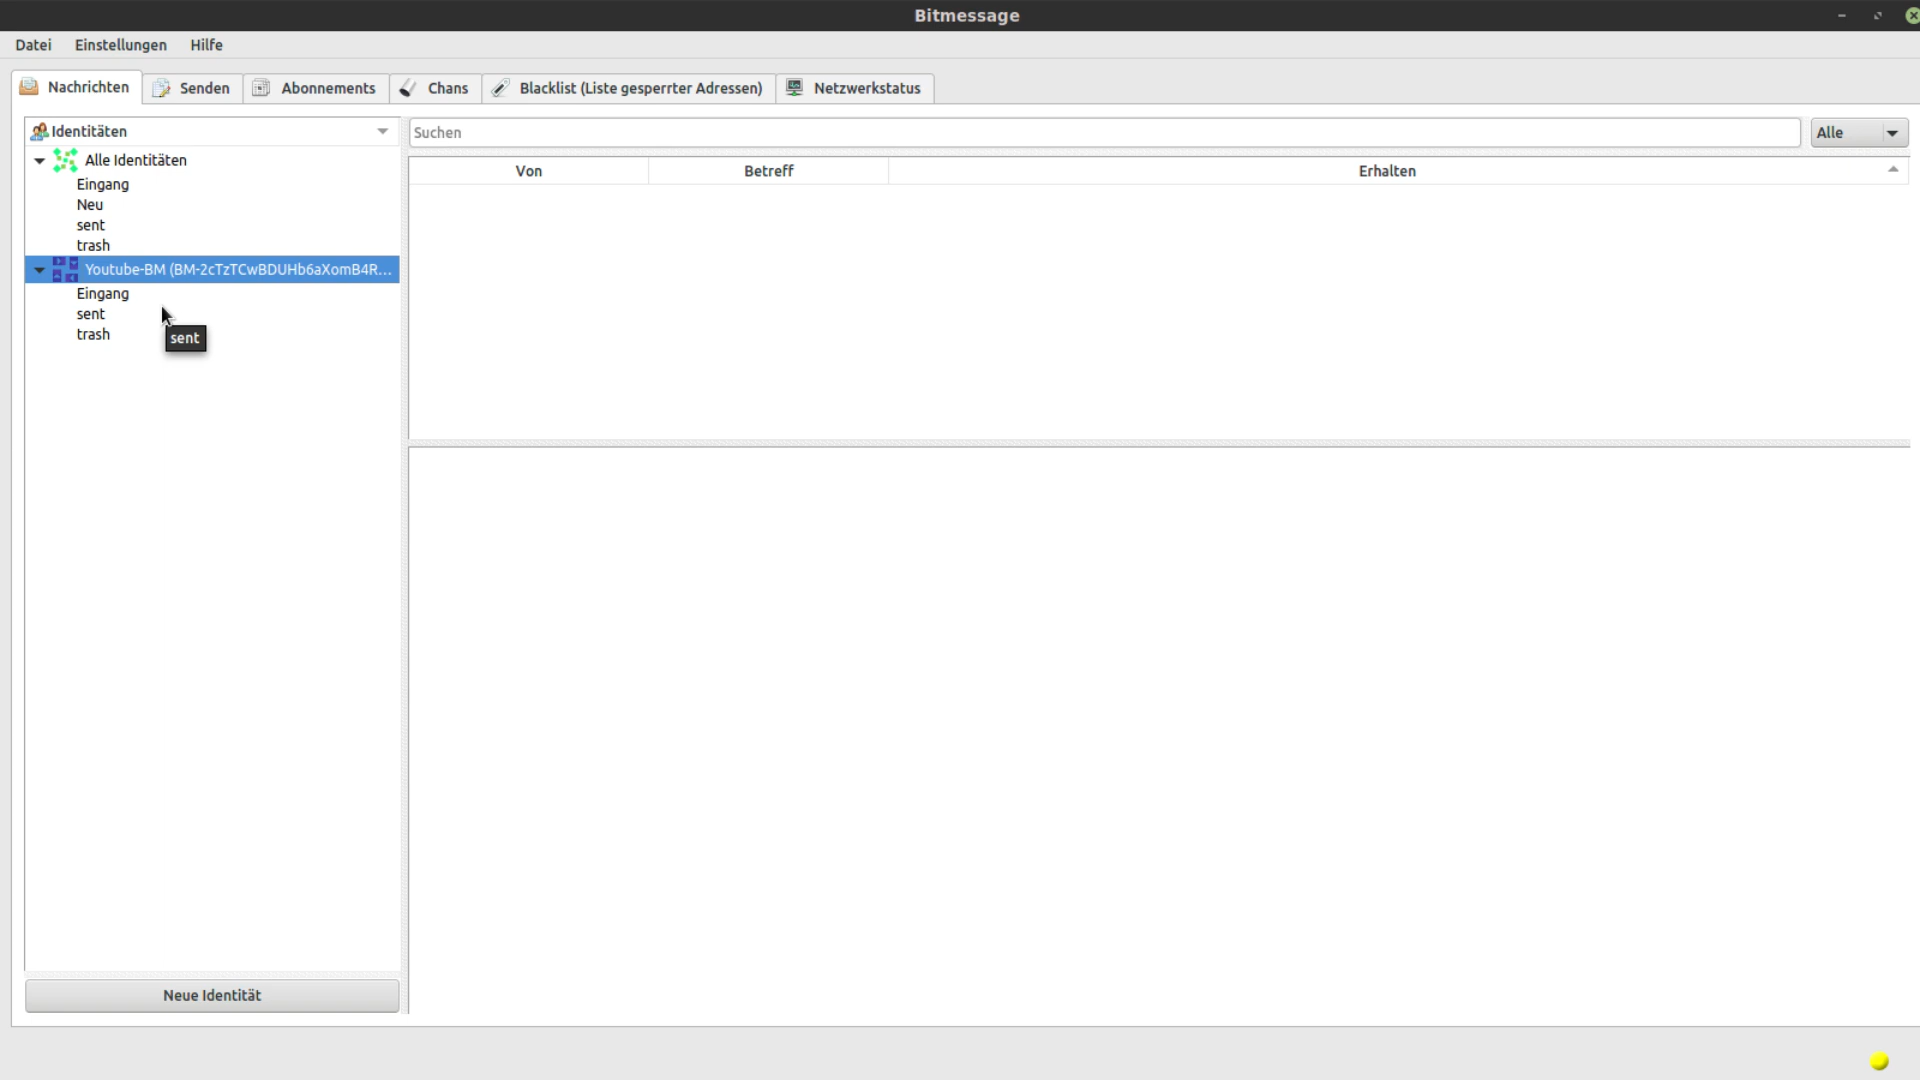 Bitmessage
Datei Einstellungen Hilfe
Nachrichten Senden Abonnements Chans Blacklist (Liste gesperrter Adressen) Netzwerkstatus
Identitäten
Suchen
Alle
Von Betreff Erhalten
Alle Identitäten
Eingang
Neu
sent
trash
Youtube-BM (BM-2cTzTCwBDUHb6aXomB4R...
Eingang
sent
trash
sent
Neue Identität